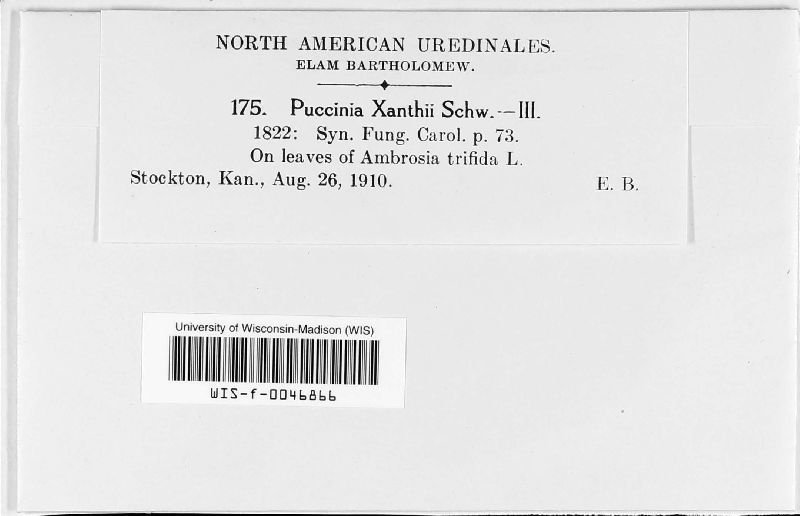 NORTH AMERICAN UREDINALES.
ELAM BARTHOLOMEW.
175. Puccinia Xanthii Schw.—III.
1822: Syn. Fung. Carol. p. 73.
On leaves of Ambrosia trifida L.
Stockton, Kan., Aug. 26, 1910. E. B.
University of Wisconsin-Madison (WIS)
WIS-f-0046866